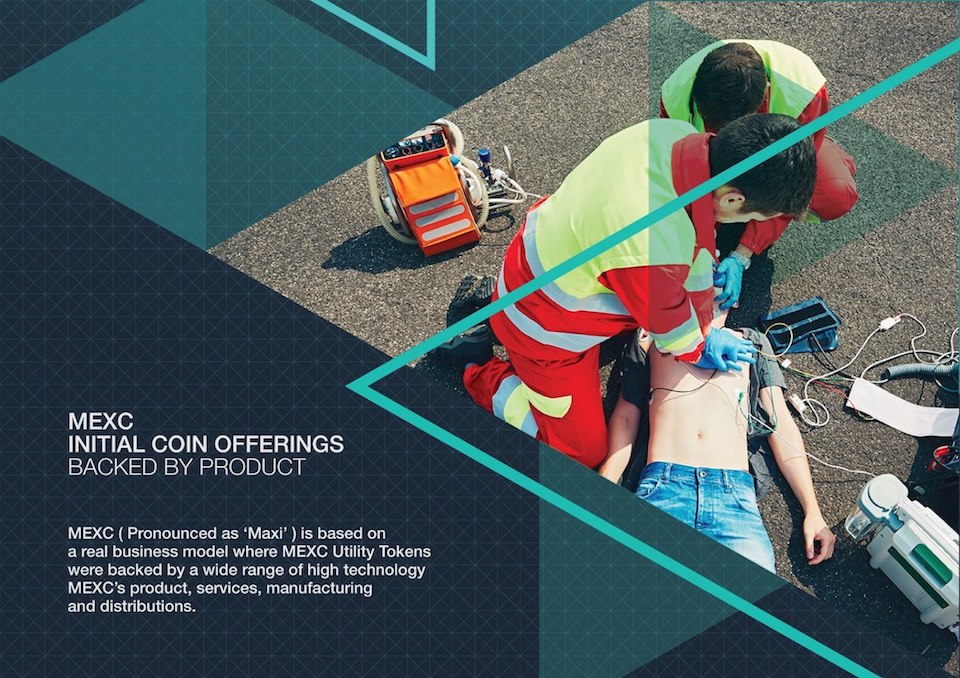 MEXC
INITIAL COIN OFFERINGS
BACKED BY PRODUCT
MEXC ( Pronounced as ‘Maxi’ ) is based on
a real business model where MEXC Utility Tokens
were backed by a wide range of high technology
MEXC’s product, services, manufacturing
and distributions.